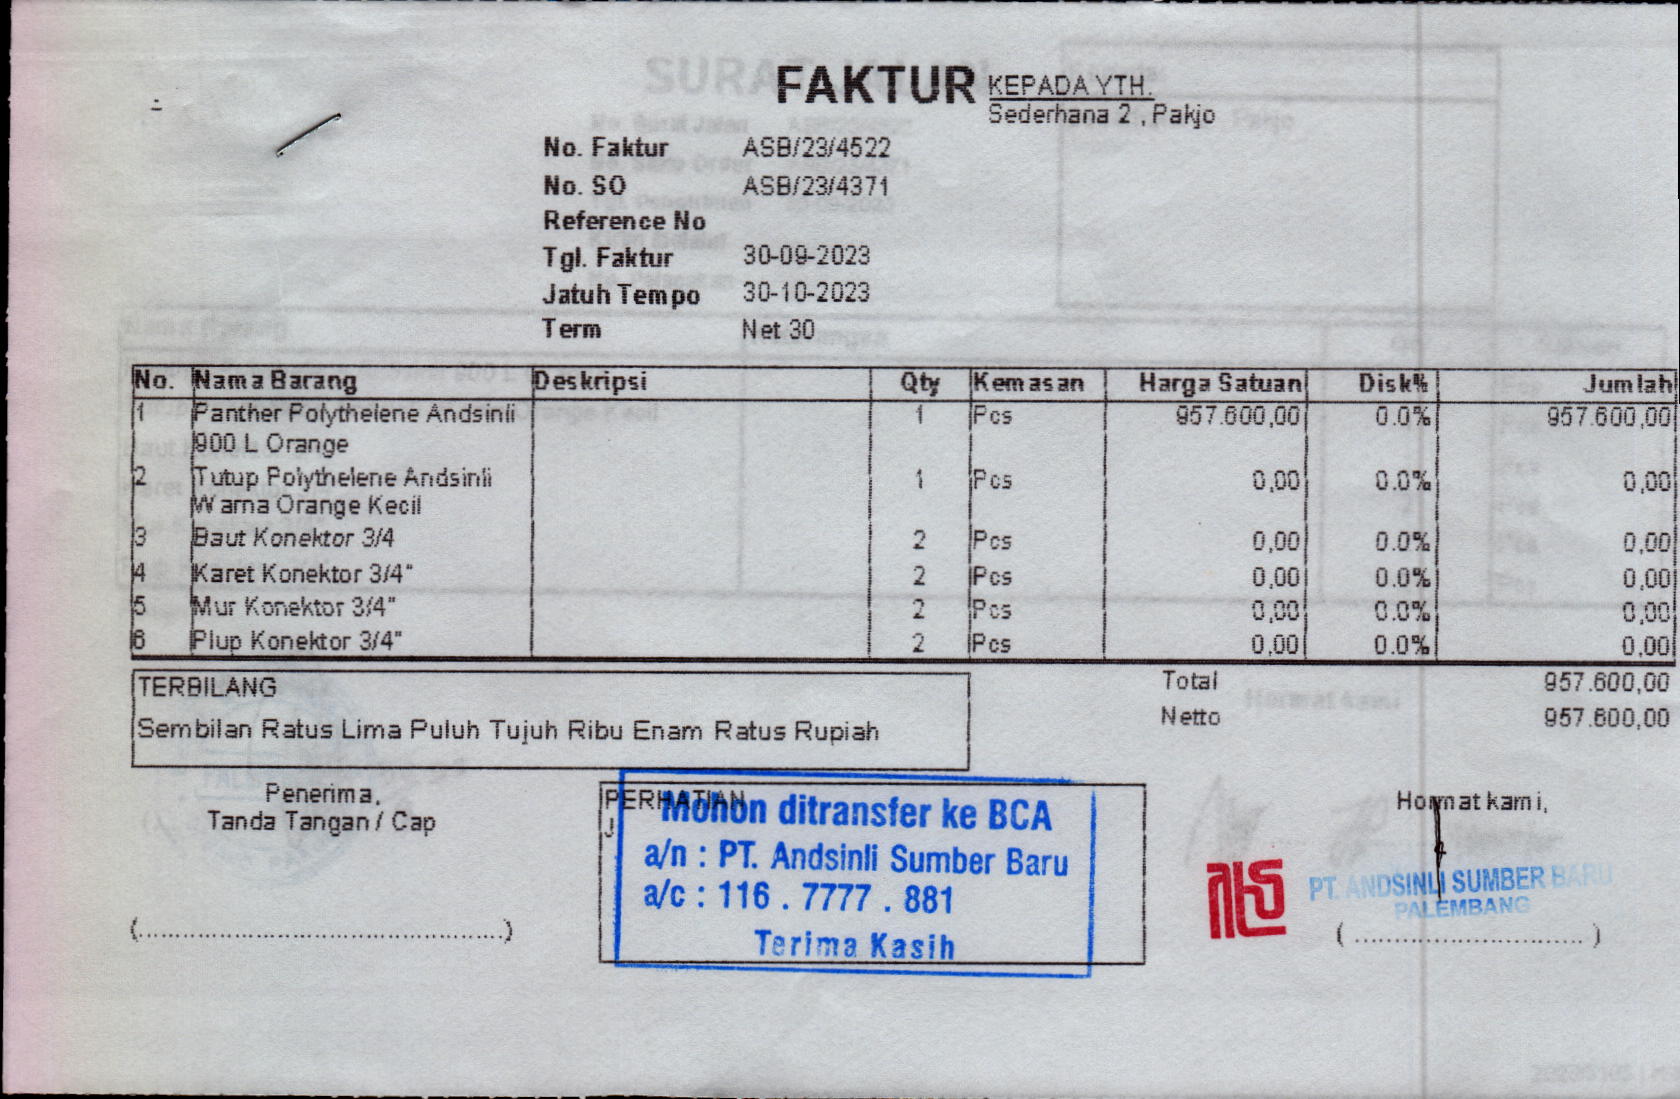 FAKTUR
KEPADA YTH.
Sederhana 2 , Pakjo
No. Faktur ASB/23/4522
No. SO ASB/23/4371
Reference No
Tgl. Faktur 30-09-2023
Jatuh Tempo 30-10-2023
Term Net 30
No. Nama Barang Deskripsi Qty Kemasan Harga Satuan Disk% Jumlah
1 Panther Polythelene Andsinli 1 Pcs 957.600,00 0.0% 957.600,00
900 L Orange
2 Tutup Polythelene Andsinli 1 Pcs 0,00 0.0% 0,00
Warna Orange Kecil
3 Baut Konektor 3/4 2 Pcs 0,00 0.0% 0,00
4 Karet Konektor 3/4" 2 Pcs 0,00 0.0% 0,00
5 Mur Konektor 3/4" 2 Pcs 0,00 0.0% 0,00
6 Plup Konektor 3/4" 2 Pcs 0,00 0.0% 0,00
TERBILANG
Sembilan Ratus Lima Puluh Tujuh Ribu Enam Ratus Rupiah
Total 957.600,00
Netto 957.600,00
Penerima,
Tanda Tangan / Cap
(................................................)
PERHATIAN
Mohon ditransfer ke BCA
a/n : PT. Andsinli Sumber Baru
a/c : 116 . 7777 . 881
Terima Kasih
Hormat kami,
PT. ANDSINLI SUMBER BARU
PALEMBANG
( .............................. )